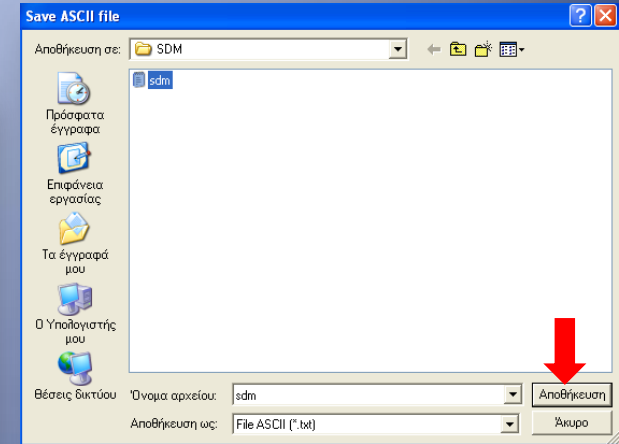 Save ASCII file
Αποθήκευση σε: SDM
sdm
Πρόσφατα
έγγραφα
Επιφάνεια
εργασίας
Τα έγγραφά
μου
Ο Υπολογιστής
μου
Θέσεις δικτύου
Όνομα αρχείου: sdm Αποθήκευση
Αποθήκευση ως: File ASCII (*.txt) Άκυρο